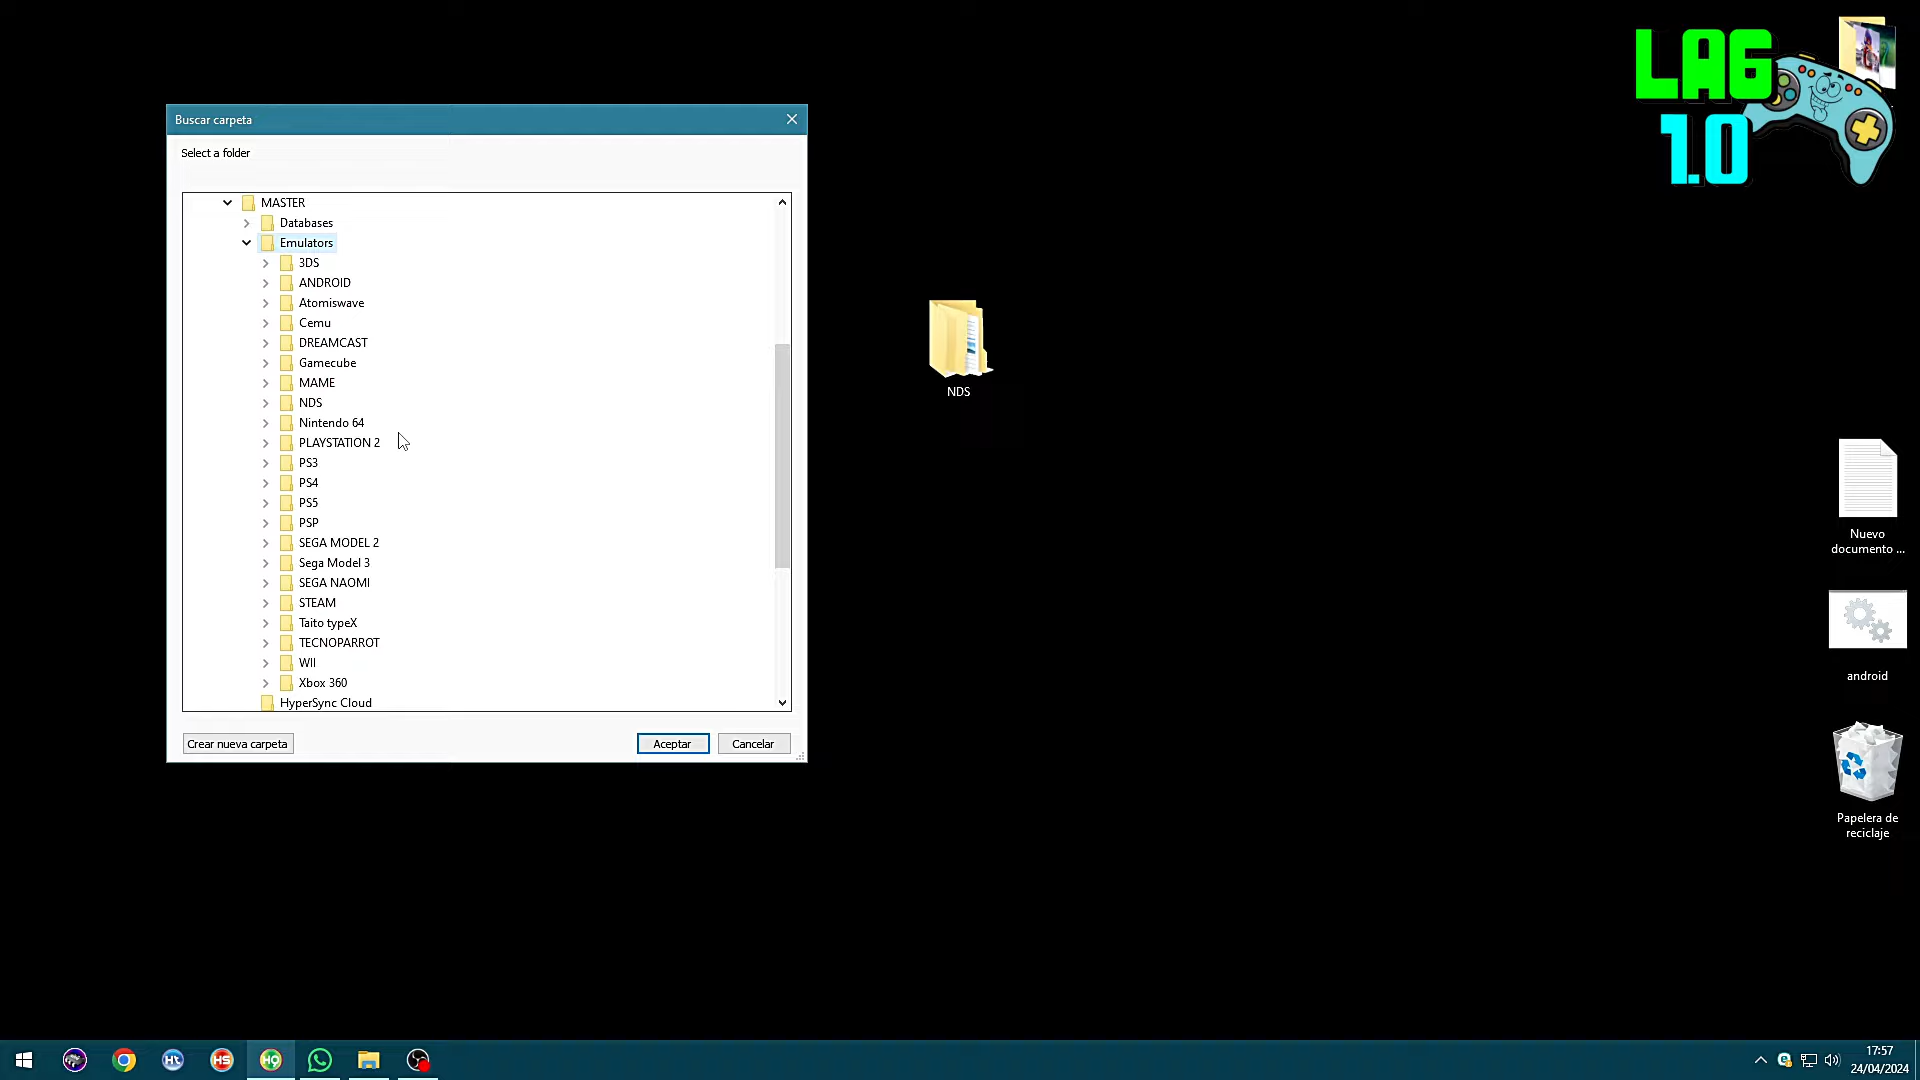 LAG
1.0
Buscar carpeta
Select a folder
MASTER
Databases
Emulators
3DS
ANDROID
Atomiswave
Cemu
DREAMCAST
Gamecube
MAME
NDS
Nintendo 64
PLAYSTATION 2
PS3
PS4
PS5
PSP
SEGA MODEL 2
Sega Model 3
SEGA NAOMI
STEAM
Taito typeX
TECNOPARROT
WII
Xbox 360
HyperSync Cloud
Crear nueva carpeta
Aceptar
Cancelar
NDS
Nuevo
documento ...
android
Papelera de
reciclaje
Ht
HS
HQ
17:57
24/04/2024